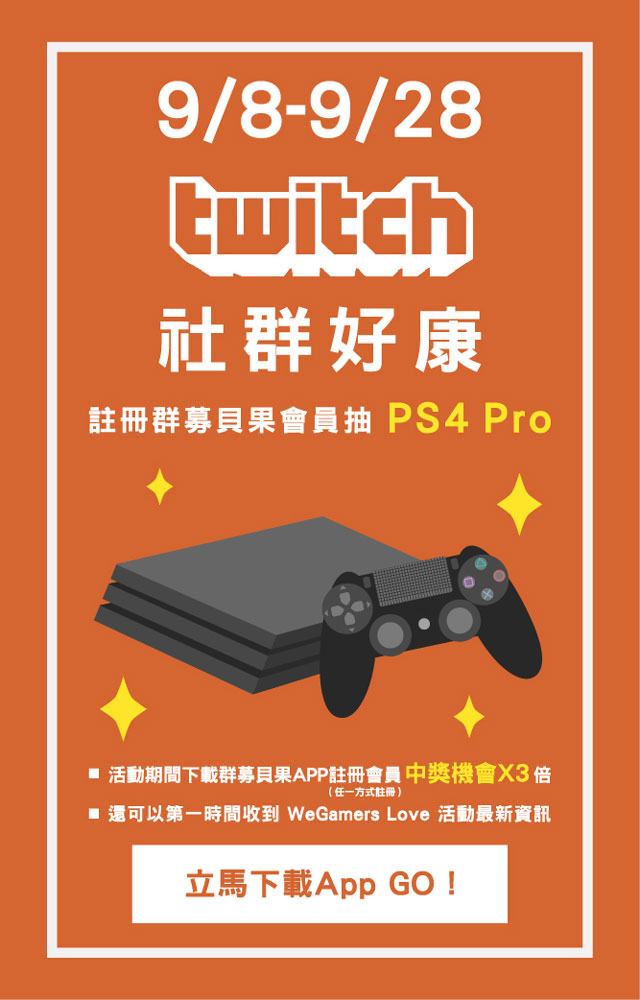 9/8-9/28
twitch
社群好康
註冊群募貝果會員抽 PS4 Pro
■ 活動期間下載群募貝果APP註冊會員 中獎機會X3 倍
(任一方式註冊)
■ 還可以第一時間收到 WeGamers Love 活動最新資訊
立馬下載App GO！